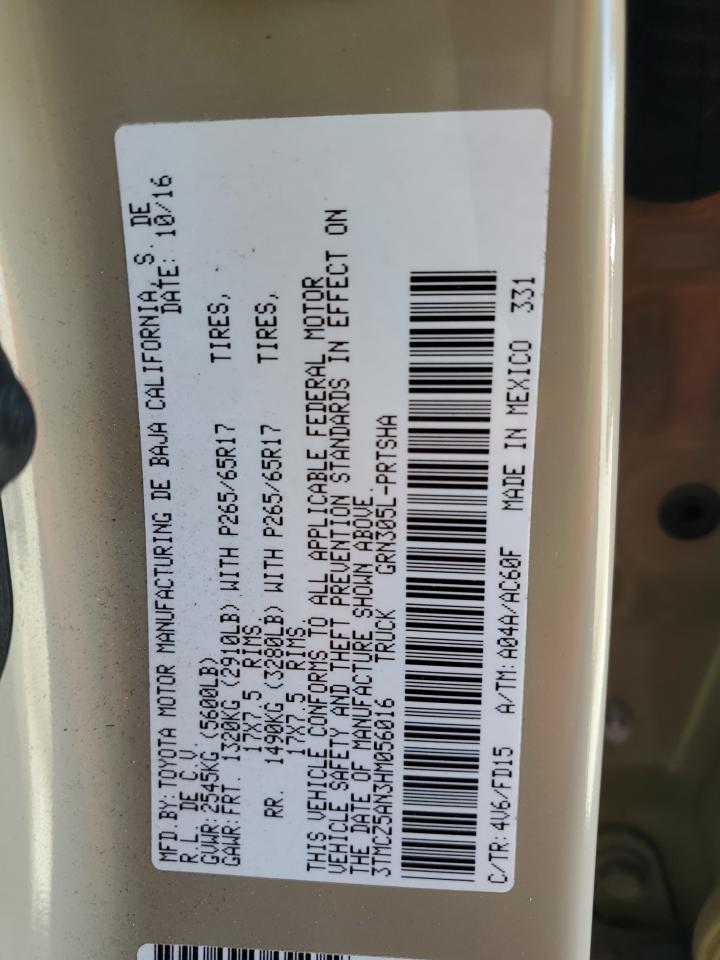 MFD.BY:TOYOTA MOTOR MANUFACTURING DE BAJA CALIFORNIA, S. DE
R.L. DE C.V. DATE: 10/16
GVWR:2545KG (5600LB)
GAWR:FRT. 1320KG (2910LB) WITH P265/65R17 TIRES,
17X7.5 RIMS.
RR. 1490KG (3280LB) WITH P265/65R17 TIRES,
17X7.5 RIMS.
THIS VEHICLE CONFORMS TO ALL APPLICABLE FEDERAL MOTOR
VEHICLE SAFETY AND THEFT PREVENTION STANDARDS IN EFFECT ON
THE DATE OF MANUFACTURE SHOWN ABOVE.
3TMCZ5AN3HM056016 TRUCK GRN305L-PRTSHA
C/TR:4V6/FD15 A/TM:A04A/AC60F MADE IN MEXICO 331